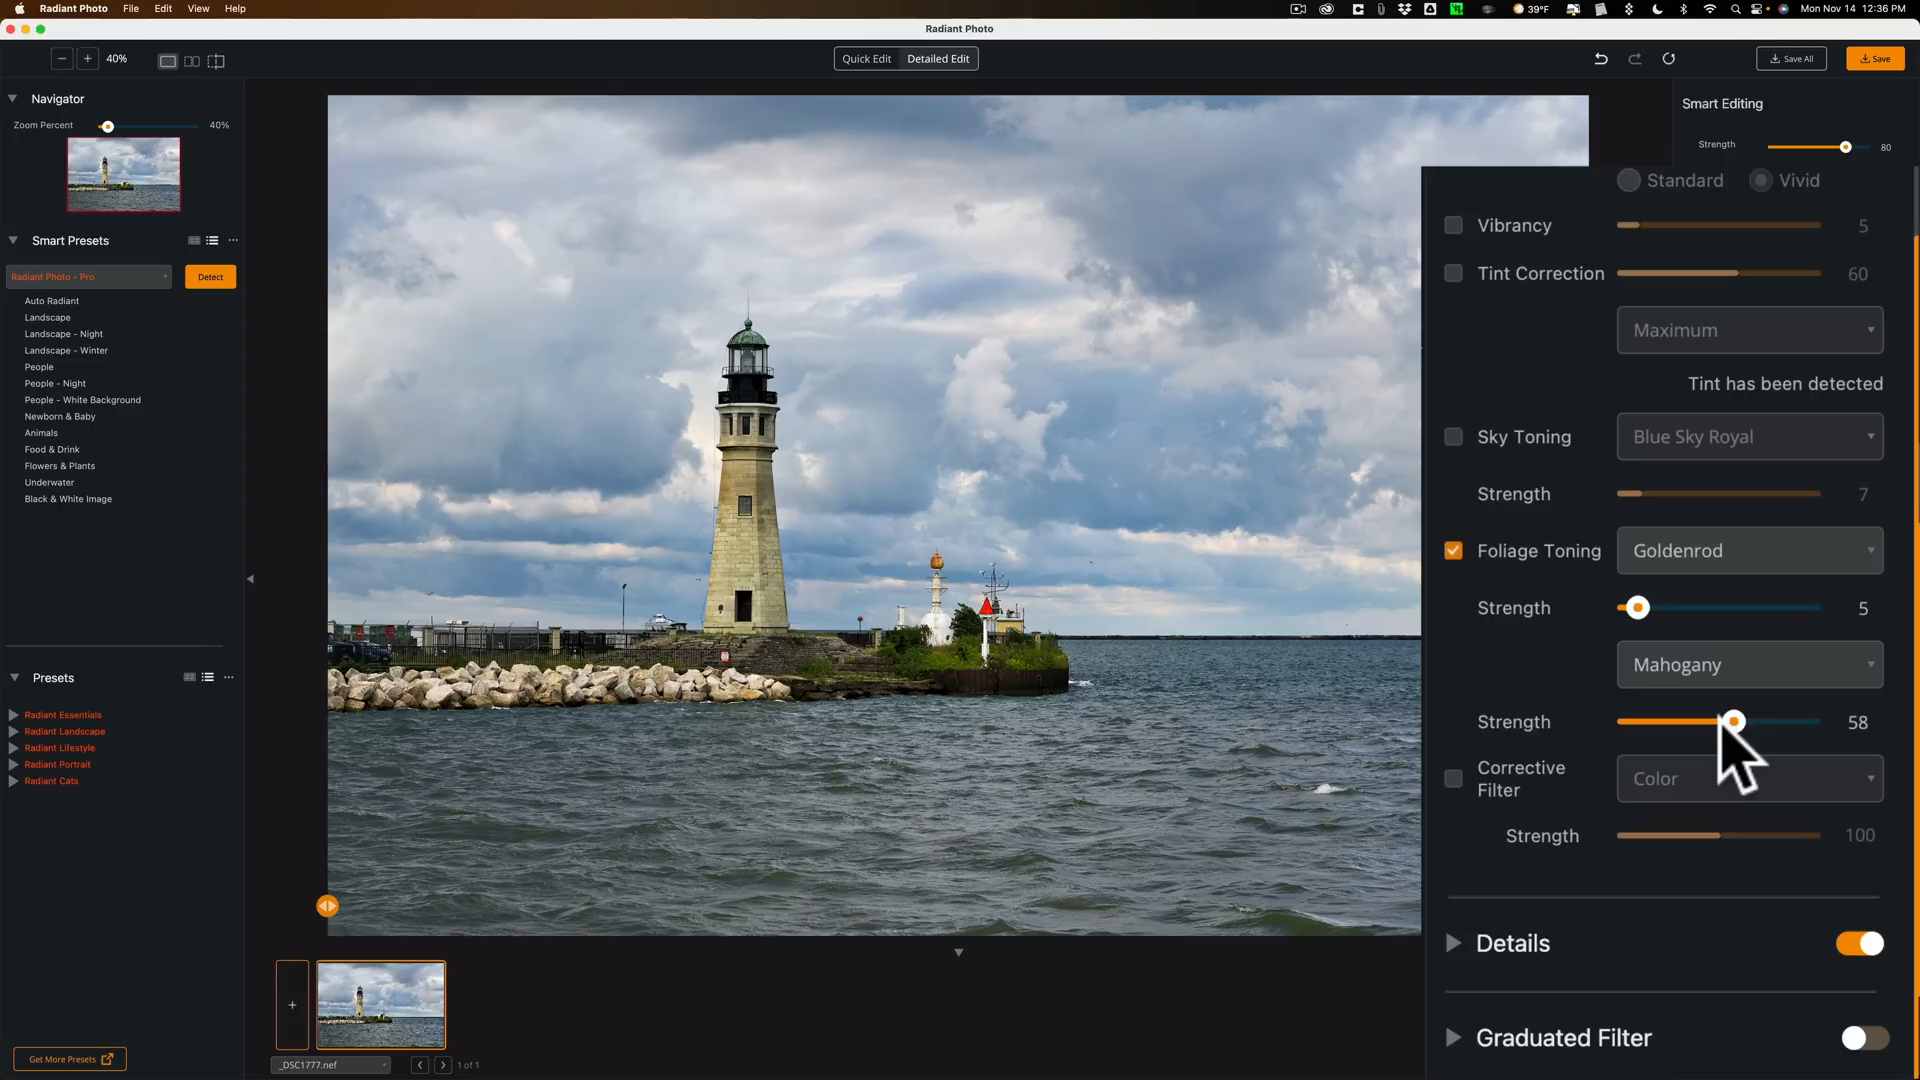 Radiant Photo File Edit View Help
39°F Mon Nov 14 12:36 PM
Radiant Photo
40%
Quick Edit Detailed Edit
Save All Save
Navigator
Zoom Percent 40%
Smart Presets
Radiant Photo - Pro Detect
Auto Radiant
Landscape
Landscape - Night
Landscape - Winter
People
People - Night
People - White Background
Newborn & Baby
Animals
Food & Drink
Flowers & Plants
Underwater
Black & White Image
Presets
Radiant Essentials
Radiant Landscape
Radiant Lifestyle
Radiant Portrait
Radiant Cats
Get More Presets
_DSC1777.nef
1 of 1
Smart Editing
Strength 80
Standard Vivid
Vibrancy 5
Tint Correction 60
Maximum
Tint has been detected
Sky Toning Blue Sky Royal
Strength 7
Foliage Toning Goldenrod
Strength 5
Mahogany
Strength 58
Corrective
Filter
Color
Strength 100
Details
Graduated Filter